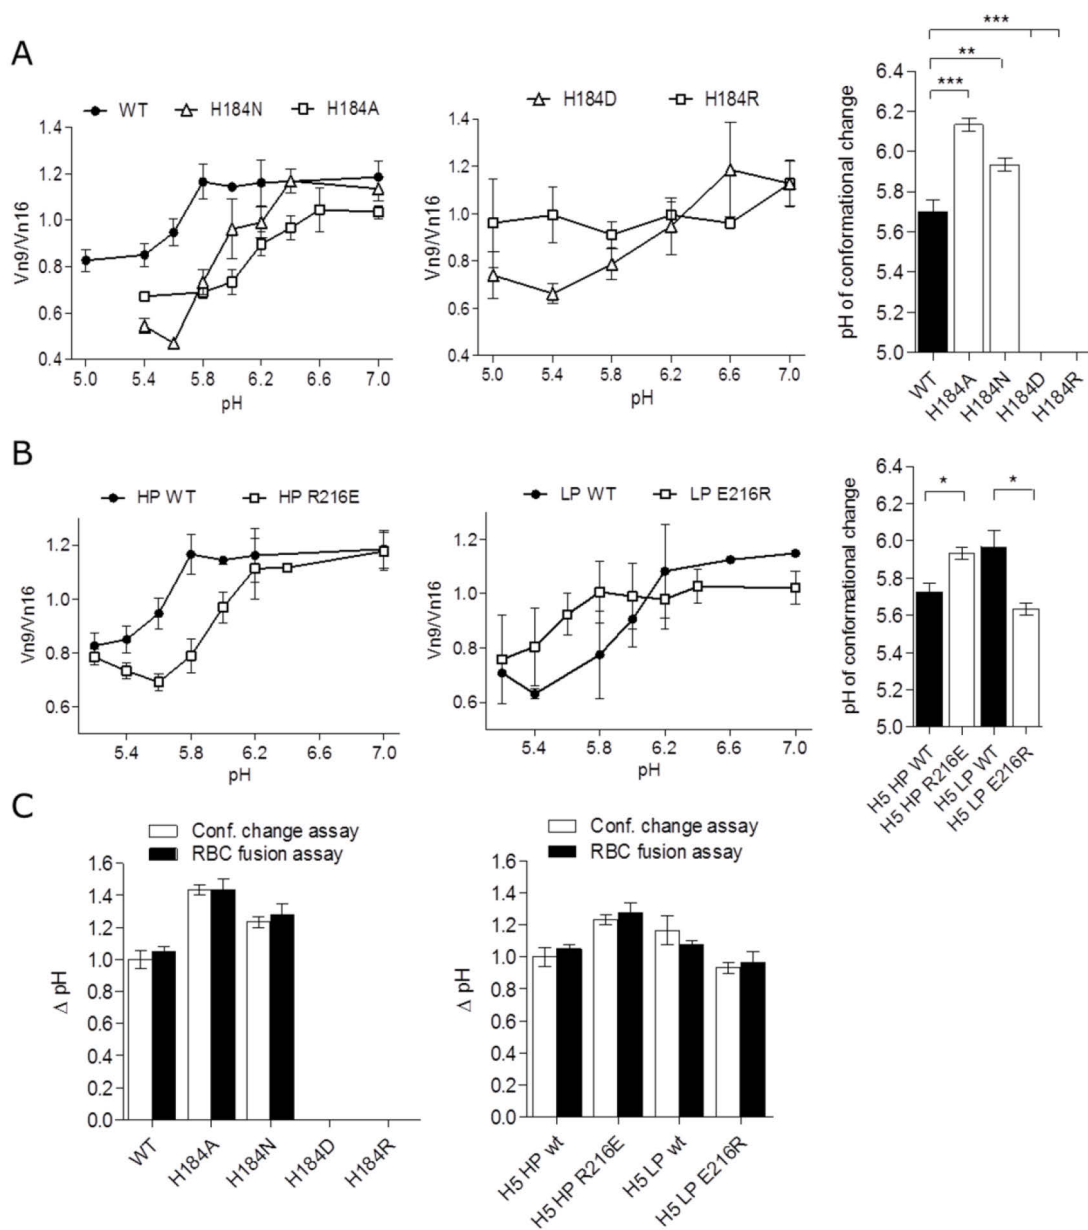 A
WT H184N H184A
1.4
1.2
1.0
0.8
0.6
0.4
Vn9/Vn16
5.0 5.4 5.8 6.2 6.6 7.0
pH
H184D H184R
1.4
1.2
1.0
0.8
0.6
0.4
Vn9/Vn16
5.0 5.4 5.8 6.2 6.6 7.0
pH
***
**
***
6.4
6.2
6.0
5.8
5.6
5.4
5.2
5.0
pH of conformational change
WT H184A H184N H184D H184R
B
HP WT HP R216E
1.2
1.0
0.8
0.6
Vn9/Vn16
5.4 5.8 6.2 6.6 7.0
pH
LP WT LP E216R
1.2
1.0
0.8
0.6
Vn9/Vn16
5.4 5.8 6.2 6.6 7.0
pH
* *
6.4
6.2
6.0
5.8
5.6
5.4
5.2
5.0
pH of conformational change
H5 HP WT H5 HP R216E H5 LP WT H5 LP E216R
C
Conf. change assay
RBC fusion assay
1.6
1.4
1.2
1.0
0.8
0.6
0.4
0.2
0.0
Δ pH
WT H184A H184N H184D H184R
Conf. change assay
RBC fusion assay
1.6
1.4
1.2
1.0
0.8
0.6
0.4
0.2
0.0
Δ pH
H5 HP wt H5 HP R216E H5 LP wt H5 LP E216R